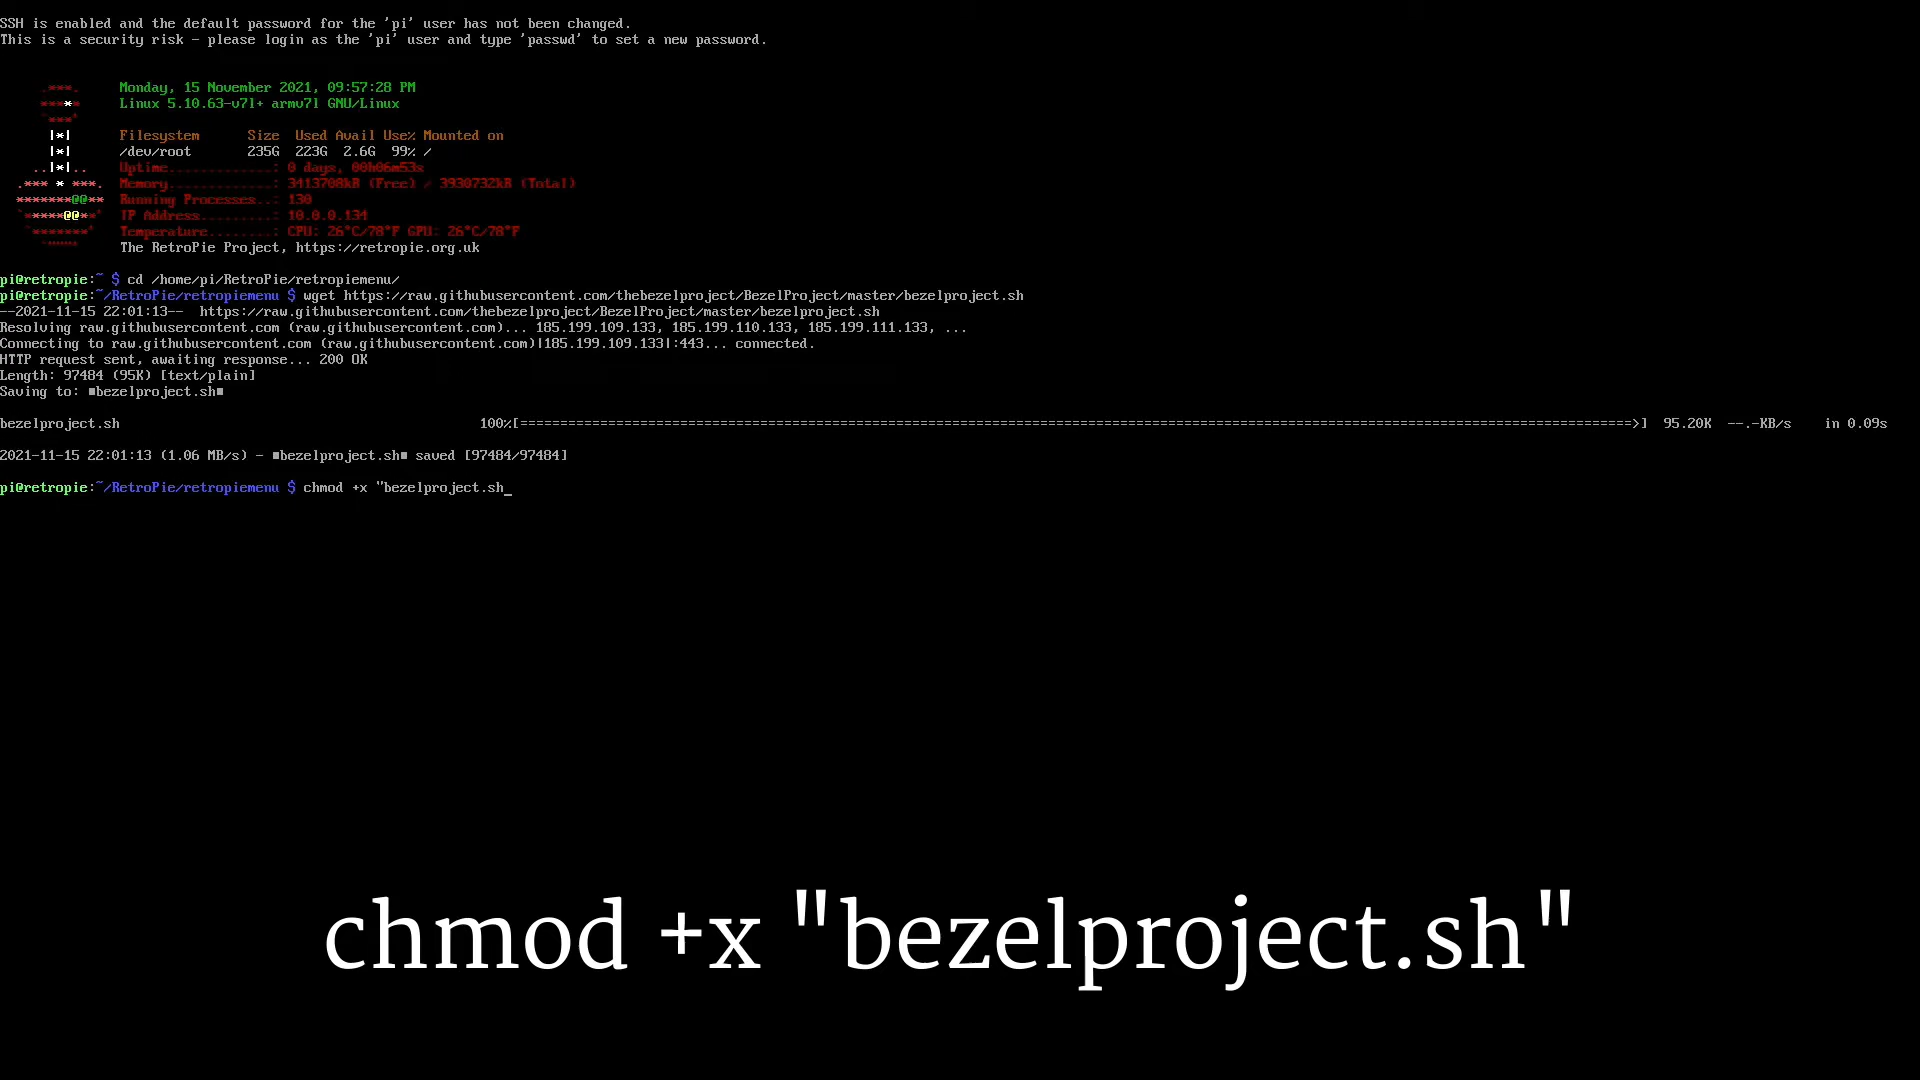 SSH is enabled and the default password for the 'pi' user has not been changed.
This is a security risk - please login as the 'pi' user and type 'passwd' to set a new password.
Monday, 15 November 2021, 09:57:28 PM
Linux 5.10.63-v7l+ armv7l GNU/Linux
Filesystem      Size  Used Avail Use% Mounted on
/dev/root       235G  223G  2.6G  99% /
Uptime.............: 0 days, 00h06m53s
Memory.............: 3413708kB (Free) / 3930732kB (Total)
Running Processes..: 130
IP Address.........: 10.0.0.134
Temperature........: CPU: 26°C/78°F GPU: 26°C/78°F
The RetroPie Project, https://retropie.org.uk
pi@retropie:~ $ cd /home/pi/RetroPie/retropiemenu/
pi@retropie:~/RetroPie/retropiemenu $ wget https://raw.githubusercontent.com/thebezelproject/BezelProject/master/bezelproject.sh
--2021-11-15 22:01:13--  https://raw.githubusercontent.com/thebezelproject/BezelProject/master/bezelproject.sh
Resolving raw.githubusercontent.com (raw.githubusercontent.com)... 185.199.109.133, 185.199.110.133, 185.199.111.133, ...
Connecting to raw.githubusercontent.com (raw.githubusercontent.com)|185.199.109.133|:443... connected.
HTTP request sent, awaiting response... 200 OK
Length: 97484 (95K) [text/plain]
Saving to: ■bezelproject.sh■
bezelproject.sh 100%[===========================================================================================================================================>] 95.20K --.-KB/s in 0.09s
2021-11-15 22:01:13 (1.06 MB/s) - ■bezelproject.sh■ saved [97484/97484]
pi@retropie:~/RetroPie/retropiemenu $ chmod +x "bezelproject.sh_
chmod +x "bezelproject.sh"